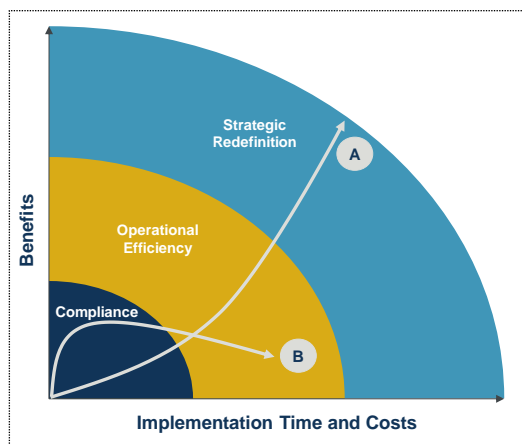 Strategic
Redefinition
A
Operational
Efficiency
Compliance
B
Benefits
Implementation Time and Costs